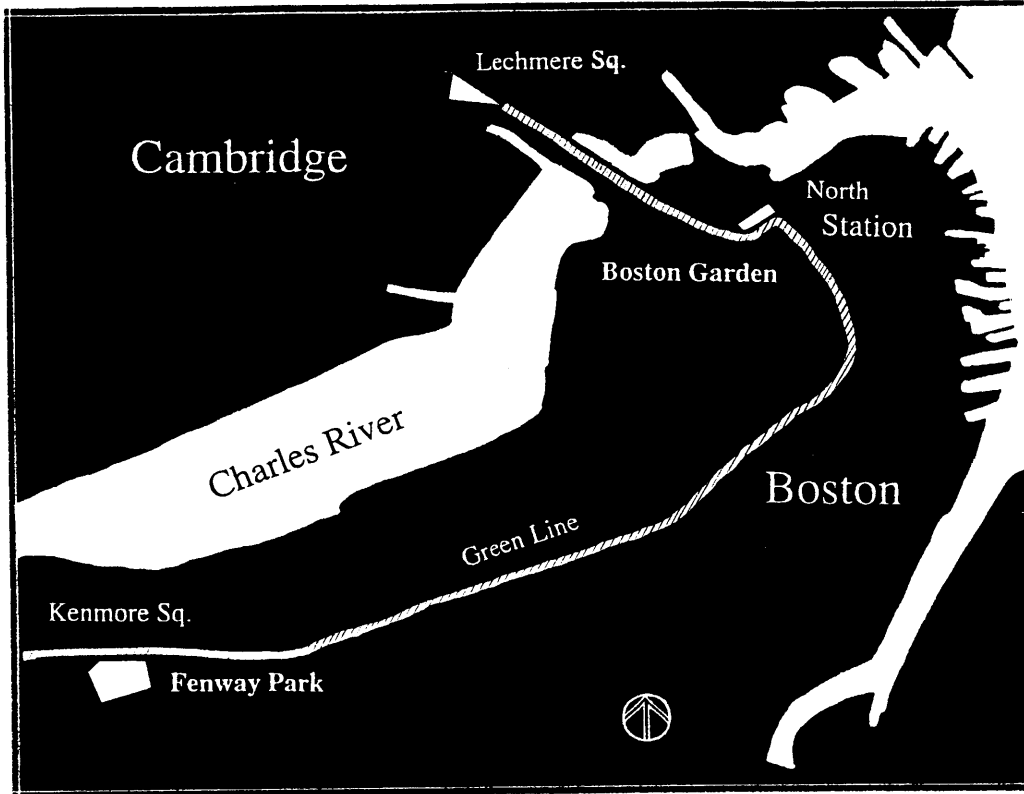 Lechmere Sq.
Cambridge
North
Station
Boston Garden
Charles River
Boston
Green Line
Kenmore Sq.
Fenway Park